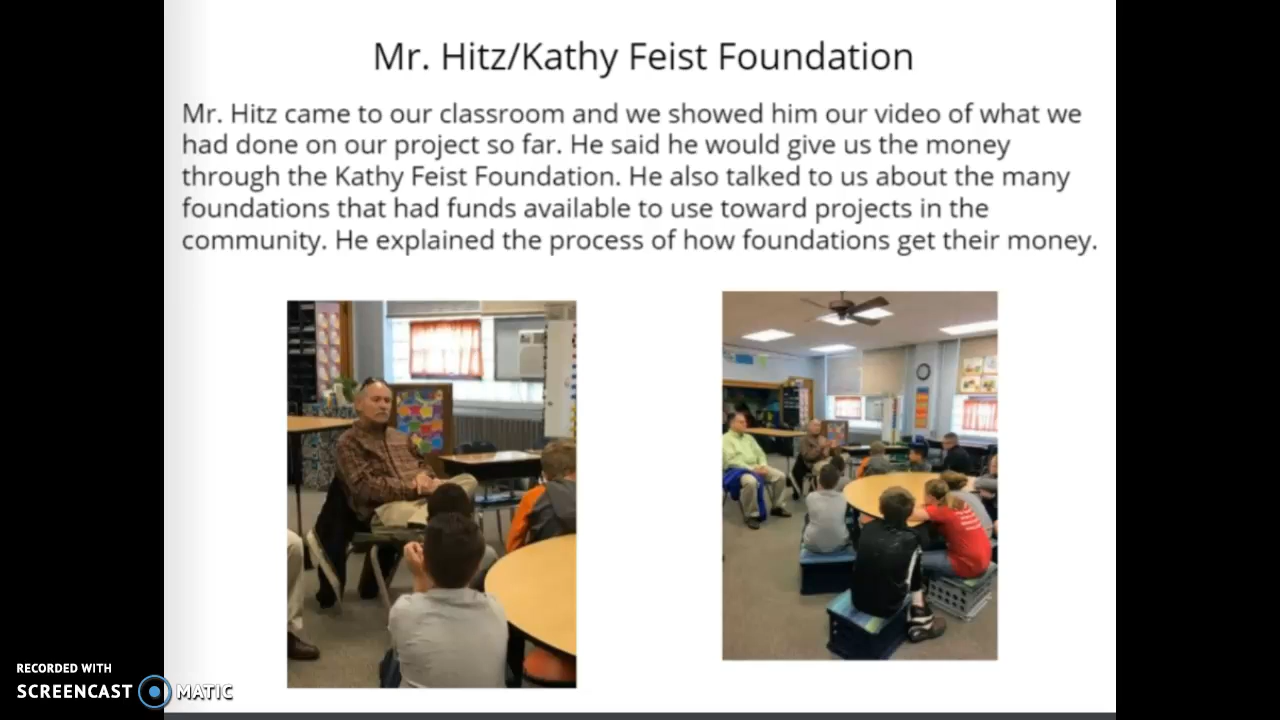 Mr. Hitz/Kathy Feist Foundation
Mr. Hitz came to our classroom and we showed him our video of what we
had done on our project so far. He said he would give us the money
through the Kathy Feist Foundation. He also talked to us about the many
foundations that had funds available to use toward projects in the
community. He explained the process of how foundations get their money.
RECORDED WITH
SCREENCAST MATIC